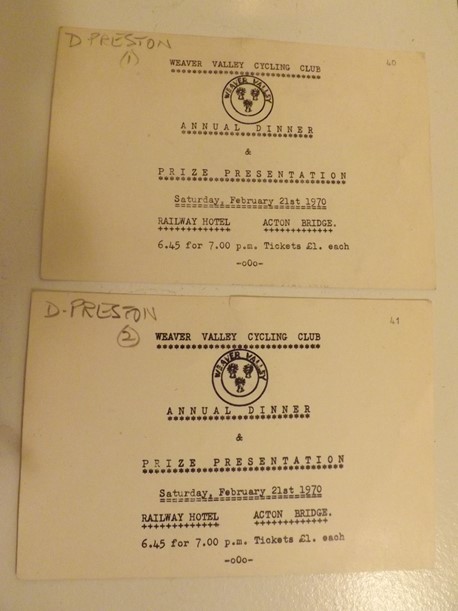 D PRESTON
(1)
60
WEAVER VALLEY CYCLING CLUB
WEAVER VALLEY
ANNUAL DINNER
&
PRIZE PRESENTATION
Saturday, February 21st 1970
RAILWAY HOTEL ACTON BRIDGE.
6.45 for 7.00 p.m. Tickets £1. each
-oOo-
D-PRESTON
(2)
61
WEAVER VALLEY CYCLING CLUB
WEAVER VALLEY
ANNUAL DINNER
&
PRIZE PRESENTATION
Saturday, February 21st 1970
RAILWAY HOTEL ACTON BRIDGE.
6.45 for 7.00 p.m. Tickets £1. each
-oOo-